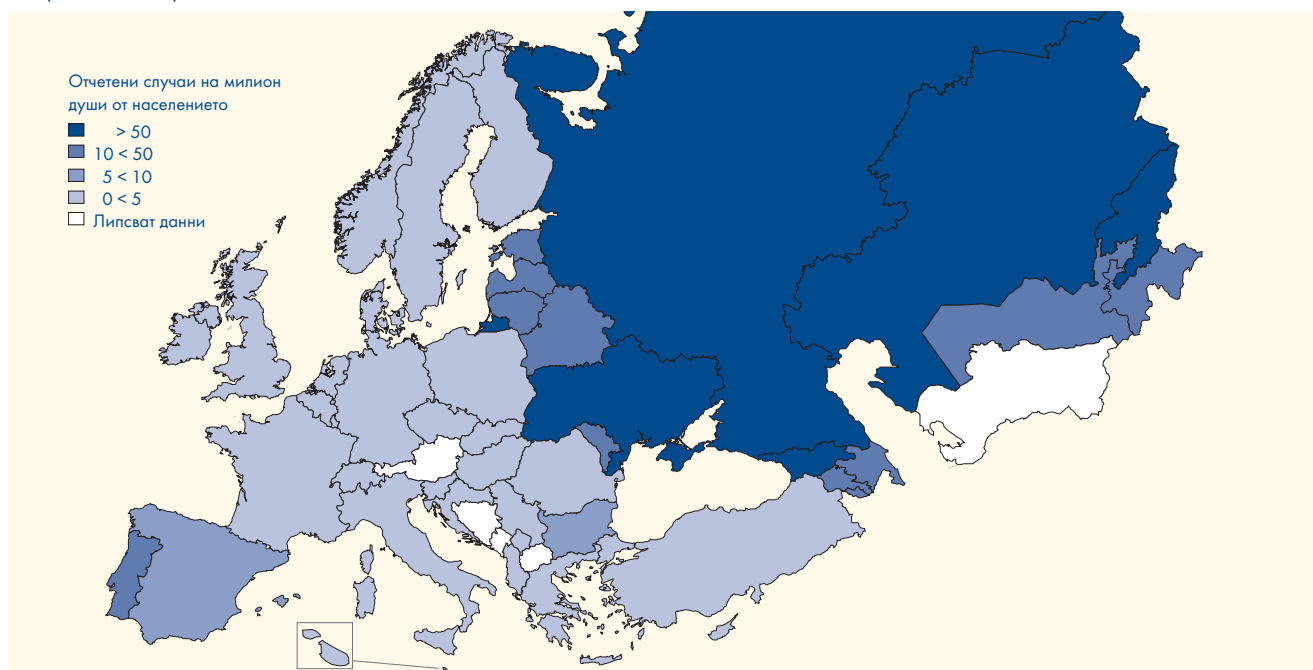 Отчетени случаи на милион
души от населението
> 50
10 < 50
5 < 10
0 < 5
Липсват данни